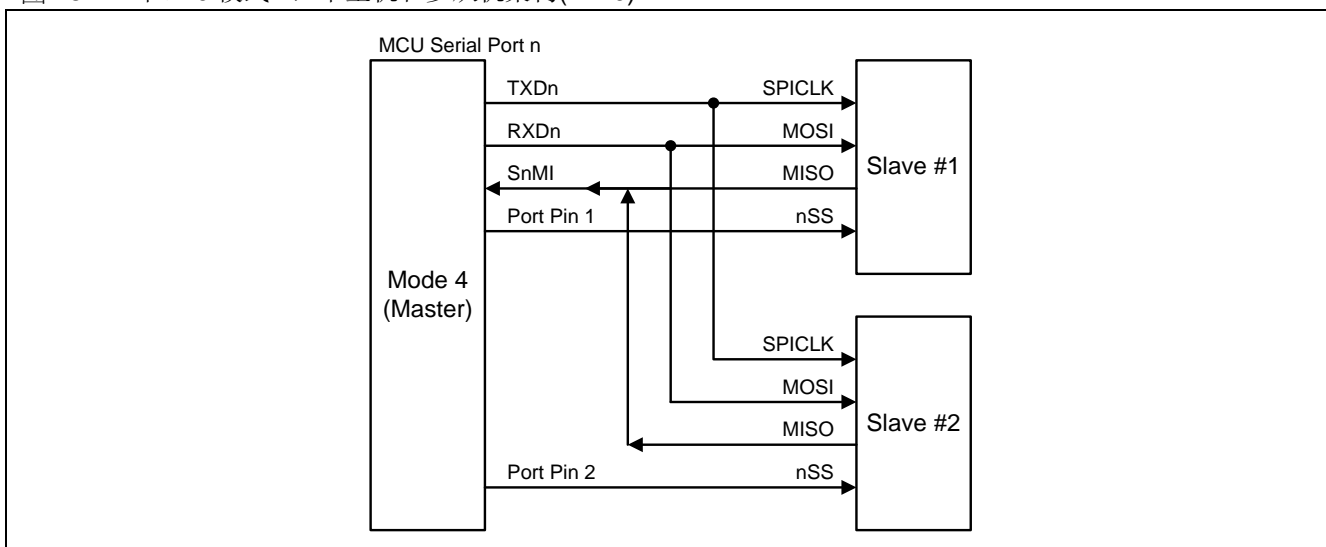 MCU Serial Port n
TXDn SPICLK
RXDn MOSI
SnMI MISO
Port Pin 1 nSS
Slave #1
Mode 4
(Master)
SPICLK
MOSI
MISO
Slave #2
Port Pin 2 nSS